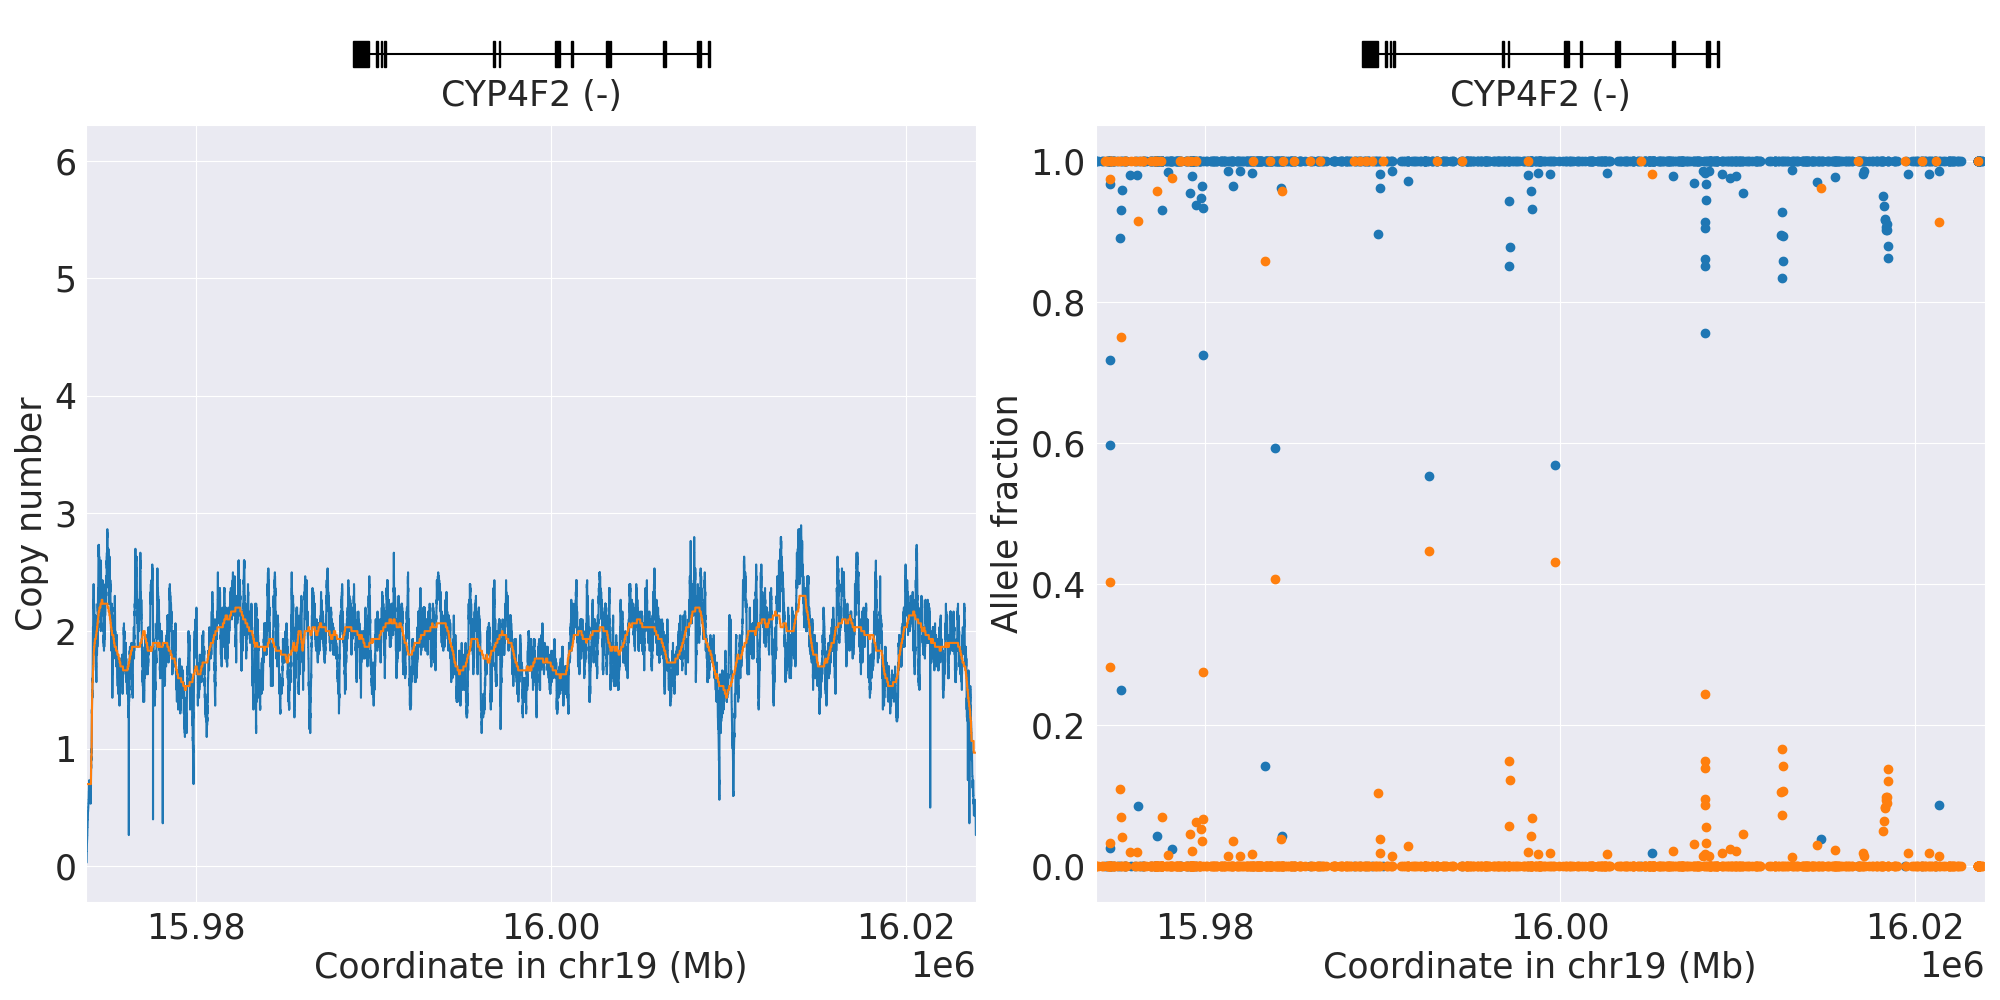 CYP4F2 (-)
6
5
4
3
2
1
0
Copy number
15.98
16.00
16.02
Coordinate in chr19 (Mb)
1e6
CYP4F2 (-)
1.0
0.8
0.6
0.4
0.2
0.0
Allele fraction
15.98
16.00
16.02
Coordinate in chr19 (Mb)
1e6